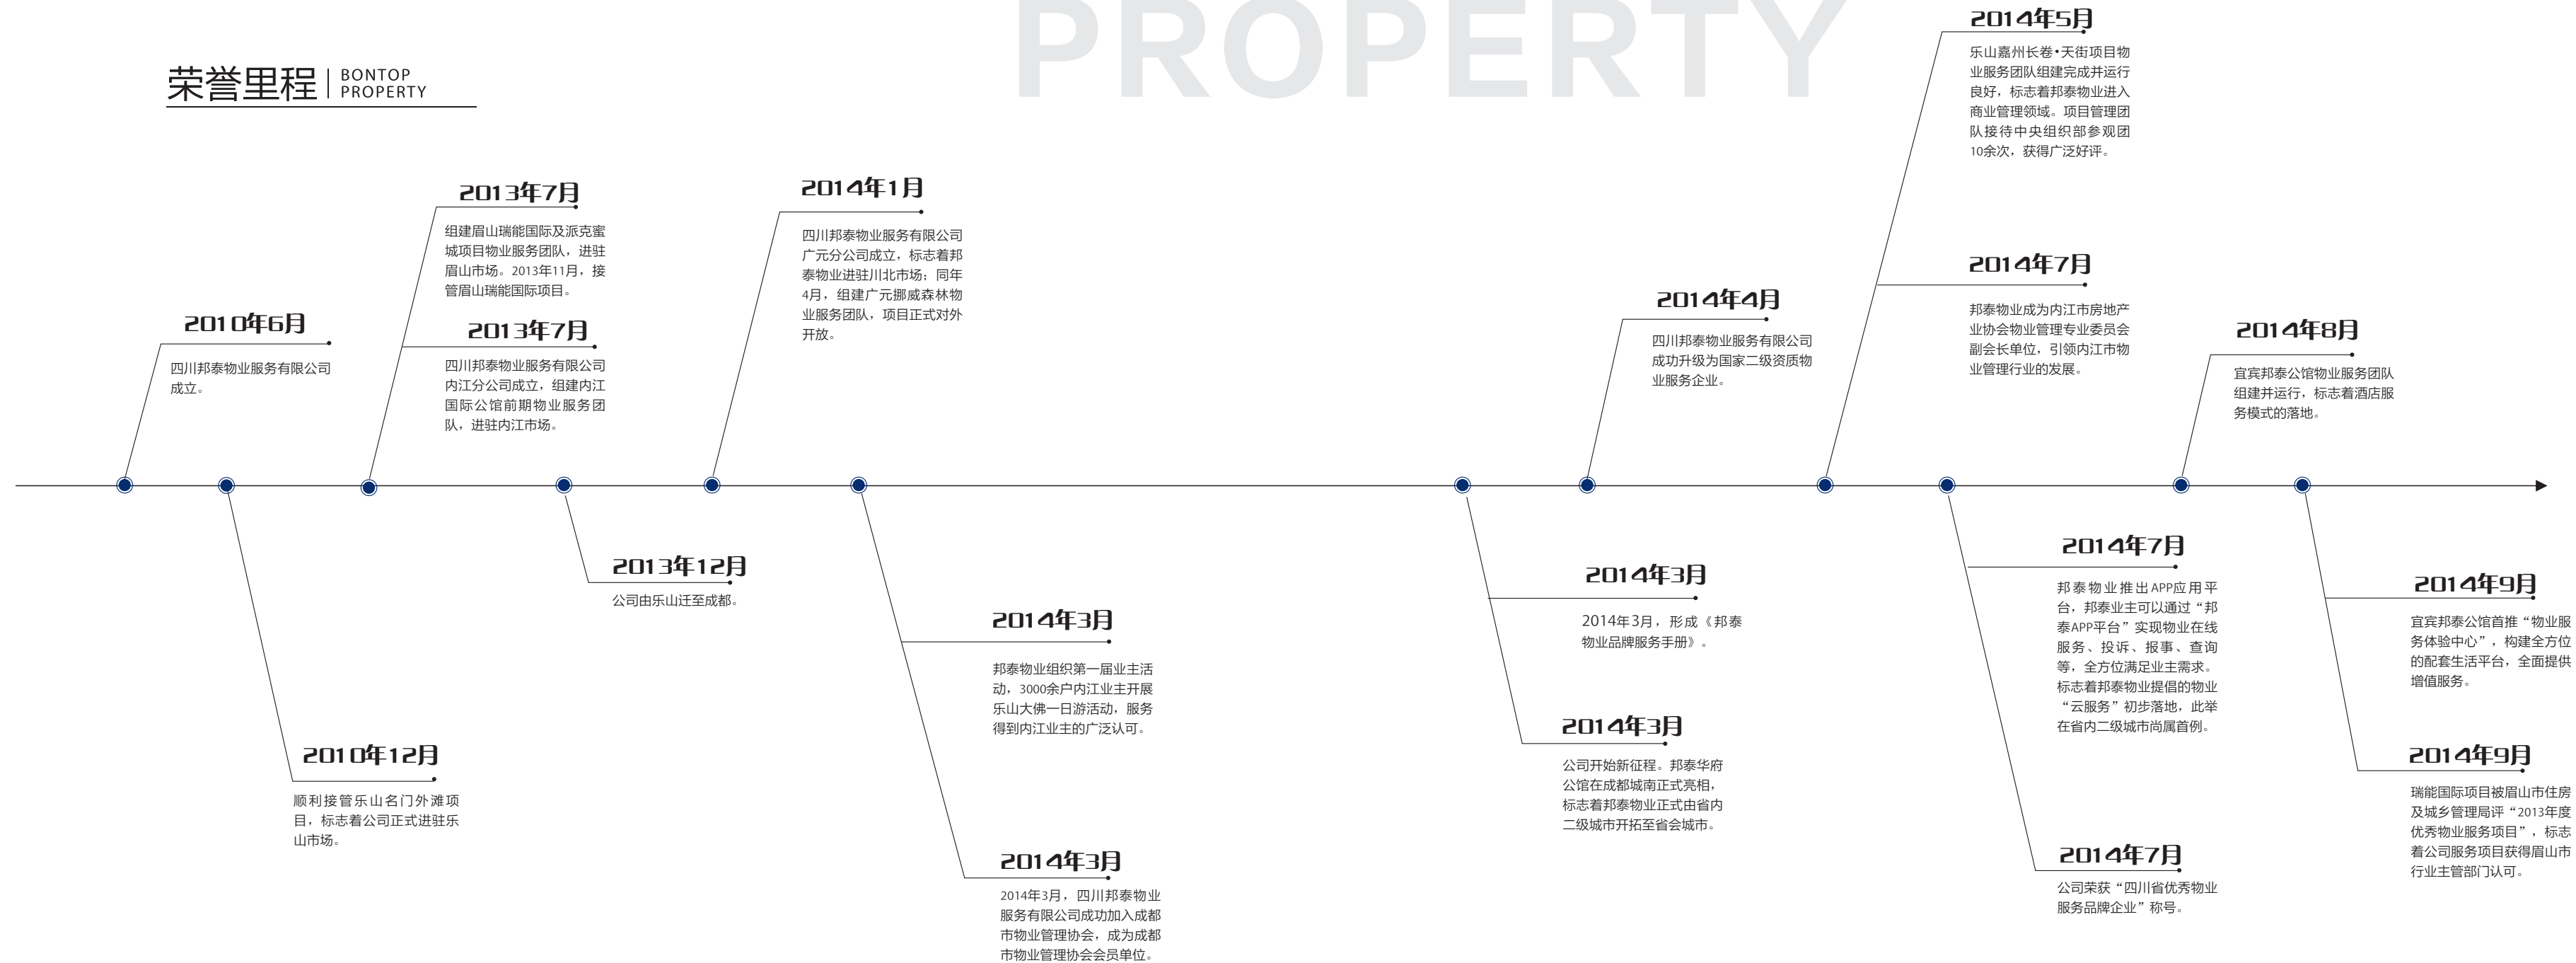 PROPERTY
荣誉里程
BONTOP
PROPERTY
2010年6月
四川邦泰物业服务有限公司
成立。
2010年12月
顺利接管乐山名门外滩项
目，标志着公司正式进驻乐
山市场。
2013年7月
组建眉山瑞能国际及派克蜜
城项目物业服务团队，进驻
眉山市场。2013年11月，接
管眉山瑞能国际项目。
2013年7月
四川邦泰物业服务有限公司
内江分公司成立，组建内江
国际公馆前期物业服务团
队，进驻内江市场。
2013年12月
公司由乐山迁至成都。
2014年1月
四川邦泰物业服务有限公司
广元分公司成立，标志着邦
泰物业进驻川北市场；同年
4月，组建广元挪威森林物
业服务团队，项目正式对外
开放。
2014年3月
邦泰物业组织第一届业主活
动，3000余户内江业主开展
乐山大佛一日游活动，服务
得到内江业主的广泛认可。
2014年3月
2014年3月，四川邦泰物业
服务有限公司成功加入成都
市物业管理协会，成为成都
市物业管理协会会员单位。
2014年3月
2014年3月，形成《邦泰
物业品牌服务手册》。
2014年3月
公司开始新征程。邦泰华府
公馆在成都城南正式亮相，
标志着邦泰物业正式由省内
二级城市开拓至省会城市。
2014年4月
四川邦泰物业服务有限公司
成功升级为国家二级资质物
业服务企业。
2014年5月
乐山嘉州长卷•天街项目物
业服务团队组建完成并运行
良好，标志着邦泰物业进入
商业管理领域。项目管理团
队接待中央组织部参观团
10余次，获得广泛好评。
2014年7月
邦泰物业成为内江市房地产
业协会物业管理专业委员会
副会长单位，引领内江市物
业管理行业的发展。
2014年7月
邦泰物业推出APP应用平
台，邦泰业主可以通过“邦
泰APP平台”实现物业在线
服务、投诉、报事、查询
等，全方位满足业主需求。
标志着邦泰物业提倡的物业
“云服务”初步落地，此举
在省内二级城市尚属首例。
2014年7月
公司荣获“四川省优秀物业
服务品牌企业”称号。
2014年8月
宜宾邦泰公馆物业服务团队
组建并运行，标志着酒店服
务模式的落地。
2014年9月
宜宾邦泰公馆首推“物业服
务体验中心”，构建全方位
的配套生活平台，全面提供
增值服务。
2014年9月
瑞能国际项目被眉山市住房
及城乡管理局评“2013年度
优秀物业服务项目”，标志
着公司服务项目获得眉山市
行业主管部门认可。